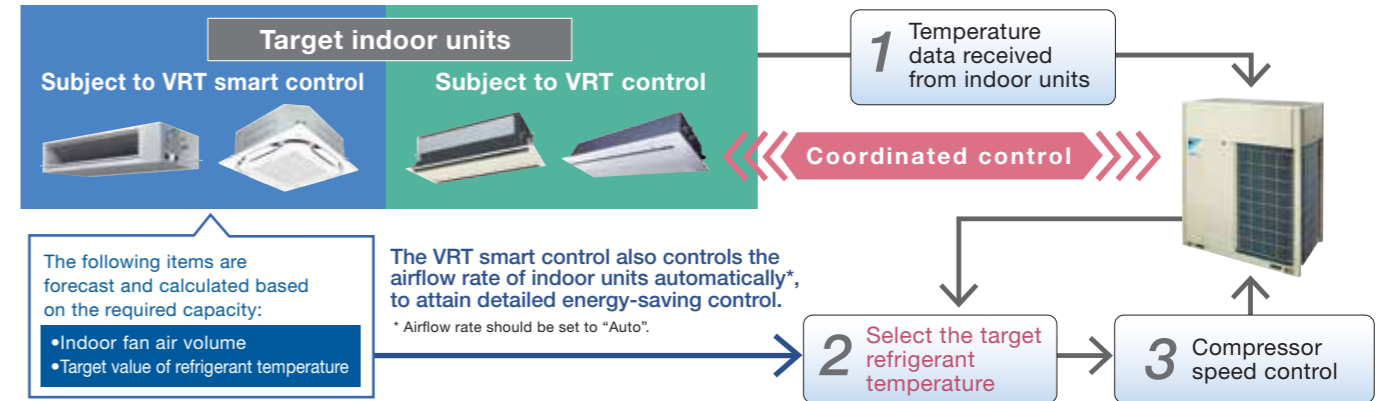 Target indoor units
Subject to VRT smart control
Subject to VRT control
1
Temperature
data received
from indoor units
Coordinated control
The following items are
forecast and calculated based
on the required capacity:
•Indoor fan air volume
•Target value of refrigerant temperature
The VRT smart control also controls the
airflow rate of indoor units automatically*,
to attain detailed energy-saving control.
* Airflow rate should be set to “Auto”.
2
Select the target
refrigerant
temperature
3
Compressor
speed control